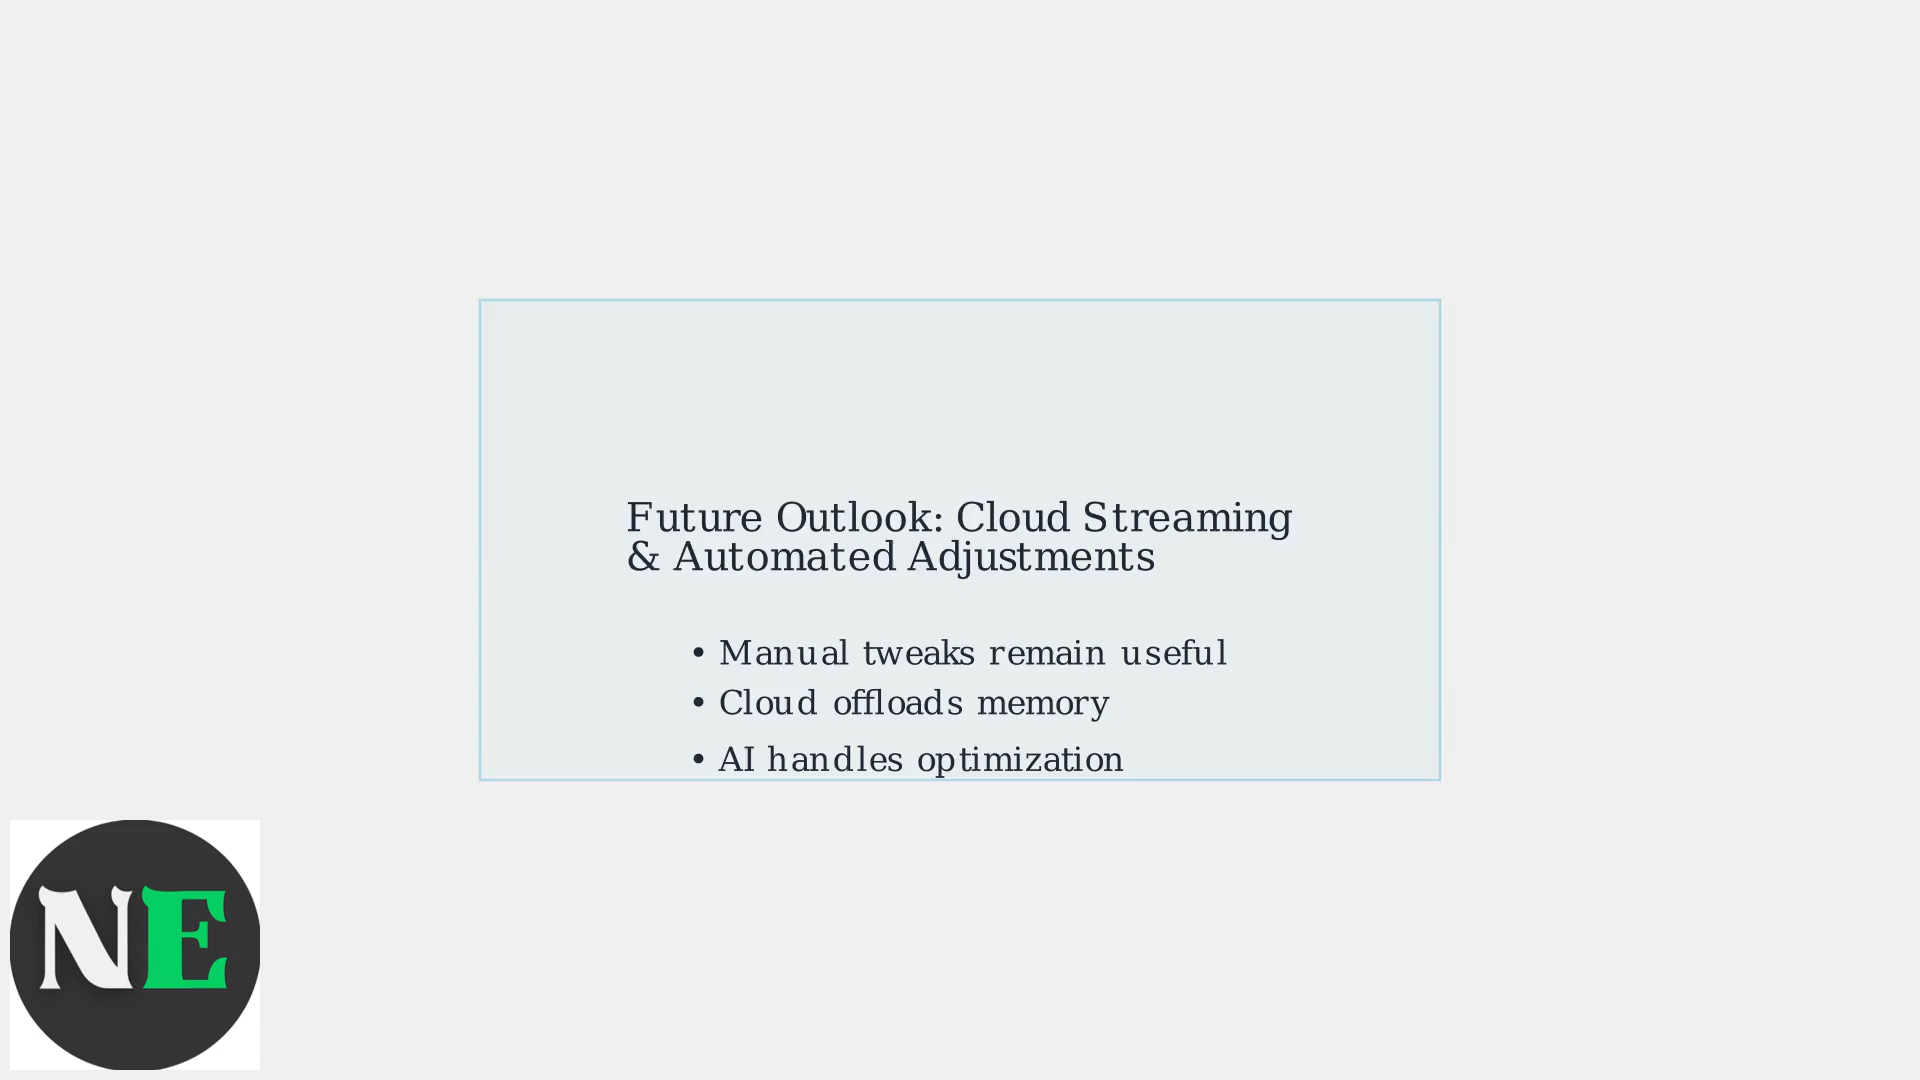 Future Outlook: Cloud Streaming
& Automated Adjustments
• Manual tweaks remain useful
• Cloud offloads memory
• AI handles optimization
NE